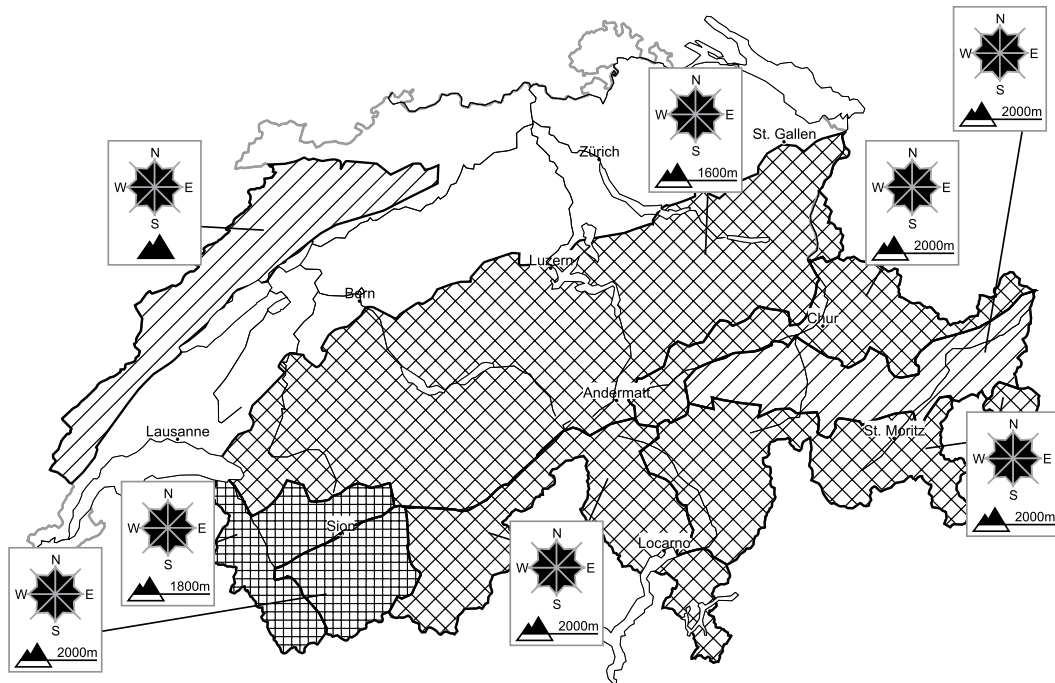 N
W E
S
2000m
N
W E
S
1600m
St. Gallen
Zürich
N
W E
S
N
W E
S
2000m
Luzern
Bern
Chur
Andermatt
Lausanne
St. Moritz
N
W E
S
2000m
N
W E
S
1800m
Sion
Locarno
N
W E
S
2000m
N
W E
S
2000m